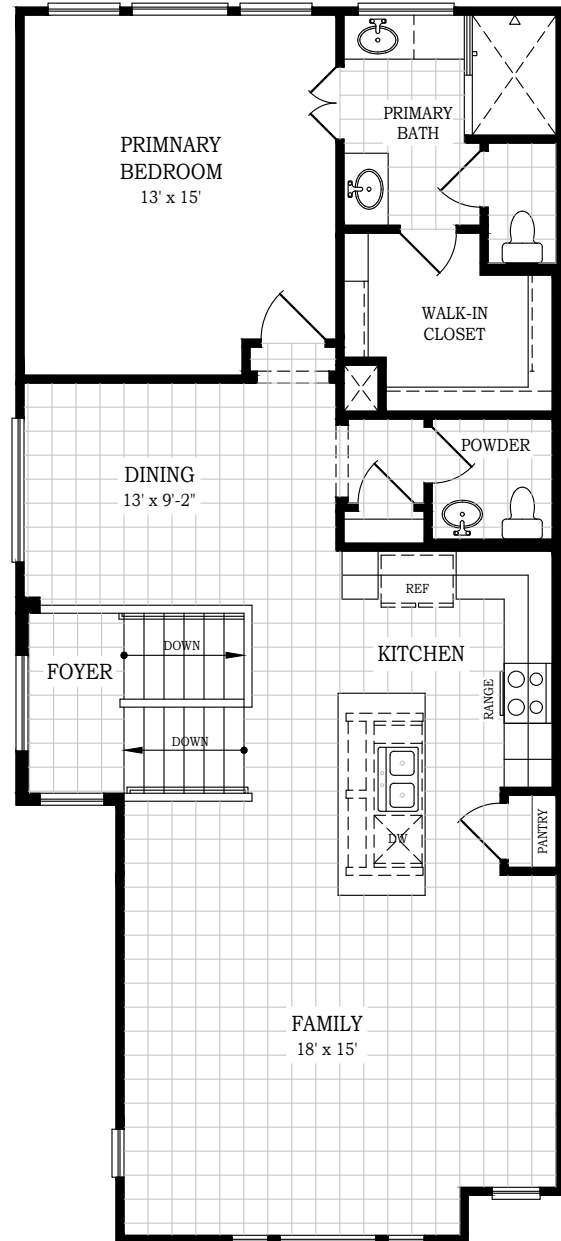 PRIMNARY
BEDROOM
13' x 15'
PRIMARY
BATH
WALK-IN
CLOSET
POWDER
DINING
13' x 9'-2"
REF
DOWN
FOYER
KITCHEN
RANGE
DOWN
DW
PANTRY
FAMILY
18' x 15'